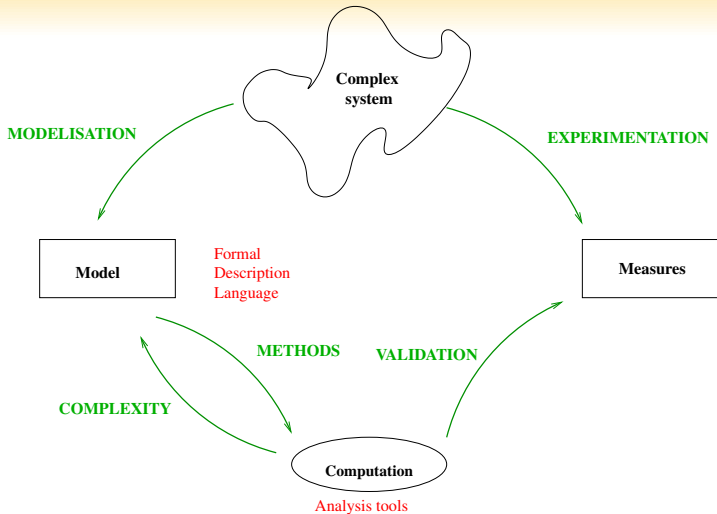 Complex
system
MODELISATION
EXPERIMENTATION
Formal
Description
Language
Model
Measures
METHODS
VALIDATION
COMPLEXITY
Computation
Analysis tools